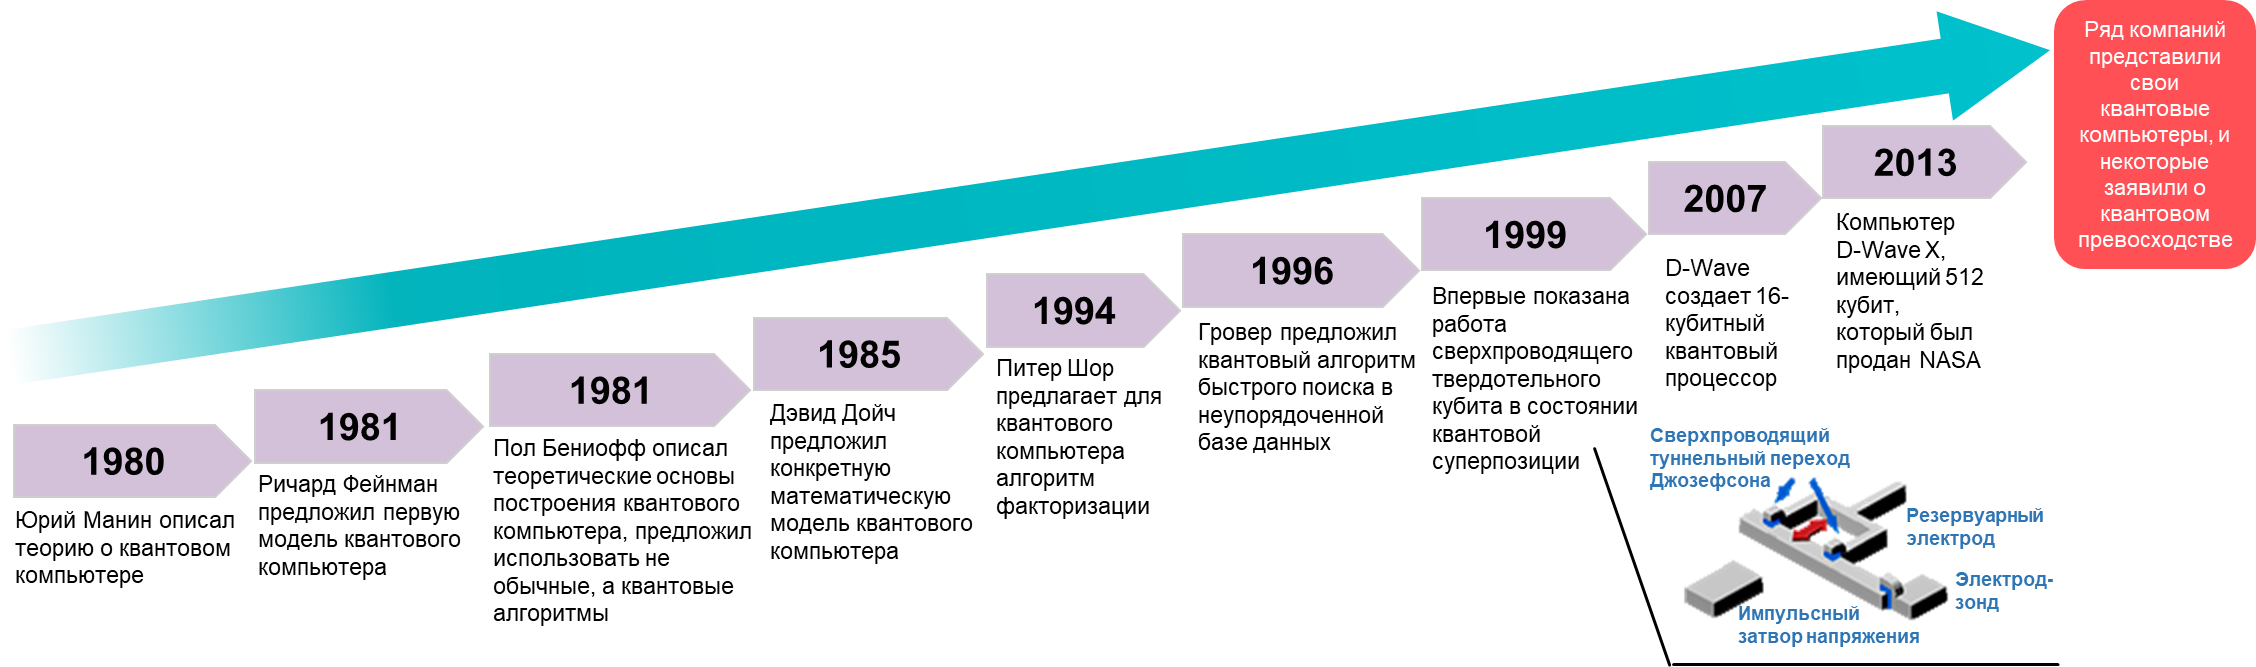 1980
Юрий Манин описал
теорию о квантовом
компьютере
1981
Ричард Фейнман
предложил первую
модель квантового
компьютера
1981
Пол Бениофф описал
теоретические основы
построения квантового
компьютера, предложил
использовать не
обычные, а квантовые
алгоритмы
1985
Дэвид Дойч
предложил
конкретную
математическую
модель квантового
компьютера
1994
Питер Шор
предлагает для
квантового
компьютера
алгоритм
факторизации
1996
Гровер предложил
квантовый алгоритм
быстрого поиска в
неупорядоченной
базе данных
1999
Впервые показана
работа
сверхпроводящего
твердотельного
кубита в состоянии
квантовой
суперпозиции
2007
D-Wave
создает 16-
кубитный
квантовый
процессор
2013
Компьютер
D-Wave X,
имеющий 512
кубит,
который был
продан NASA
Ряд компаний
представили
свои
квантовые
компьютеры, и
некоторые
заявили о
квантовом
превосходстве
Сверхпроводящий
туннельный переход
Джозефсона
Резервуарный
электрод
Электрод-
зонд
Импульсный
затвор напряжения